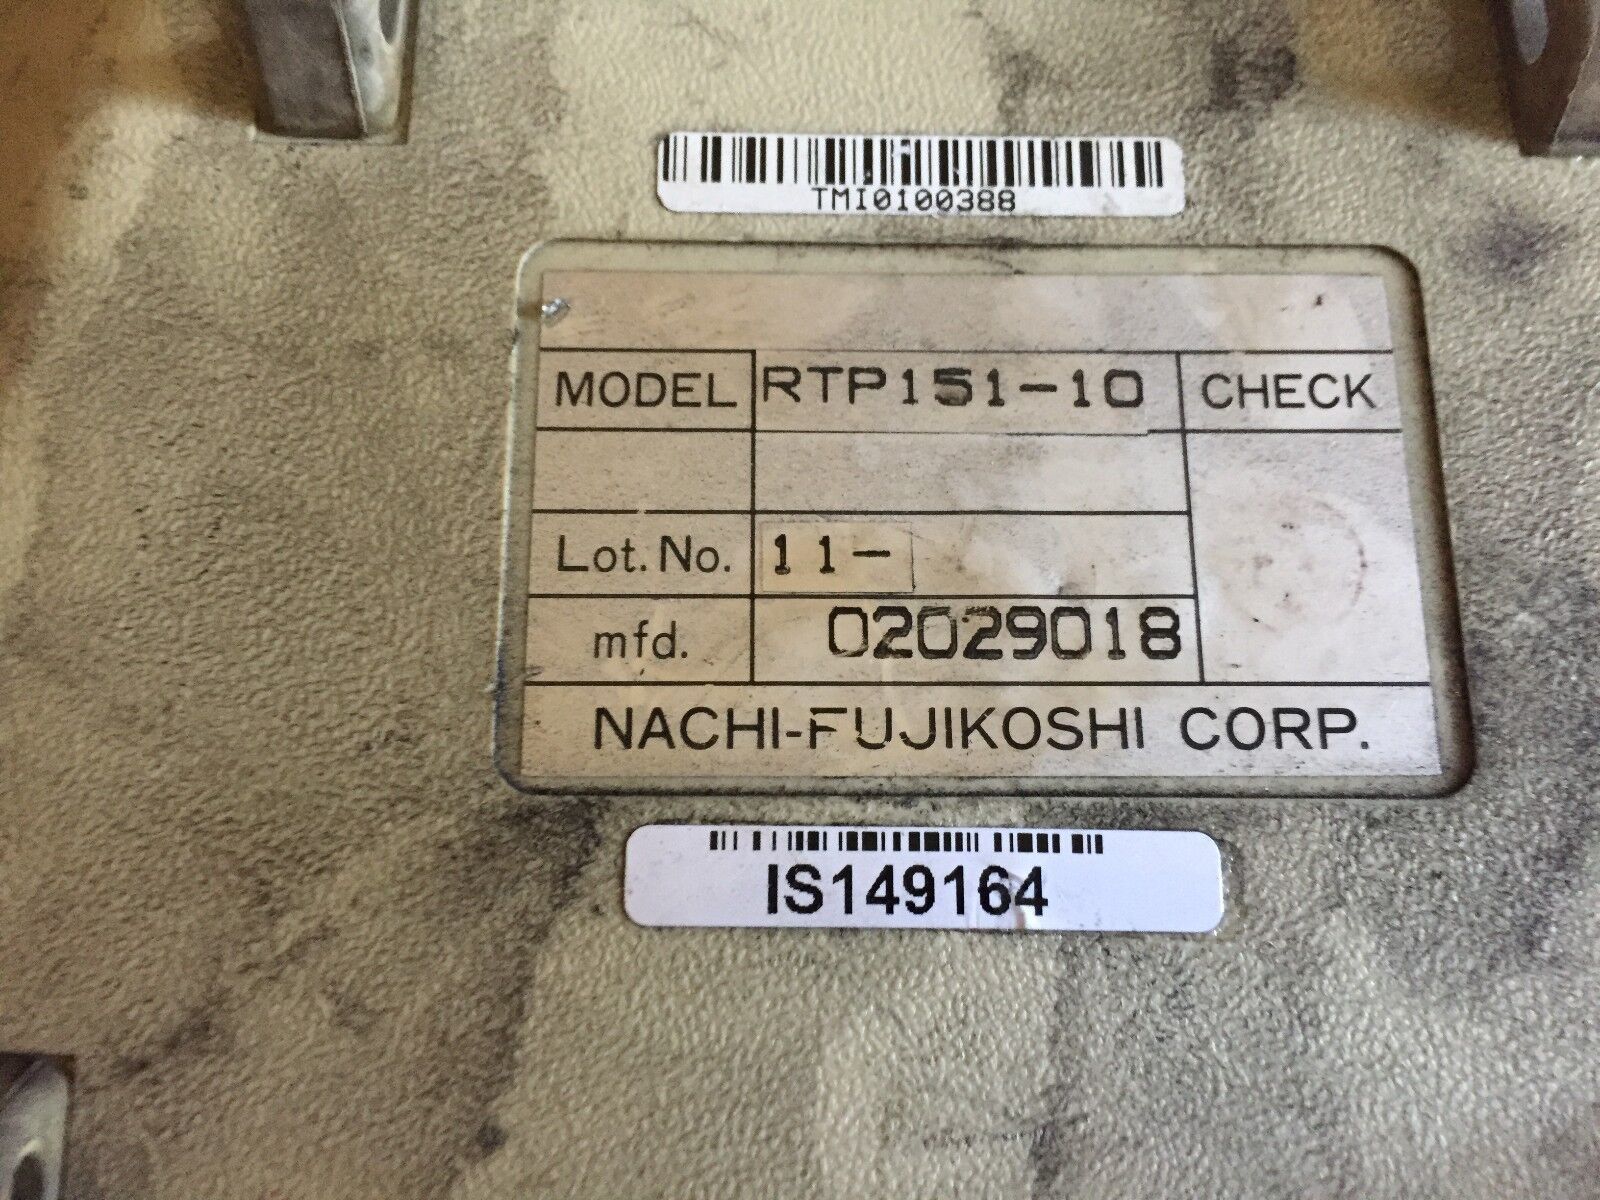 TMI0100388
MODEL RTP151-10 CHECK
Lot. No. 11-
mfd. 02029018
NACHI-FUJIKOSHI CORP.
IS149164